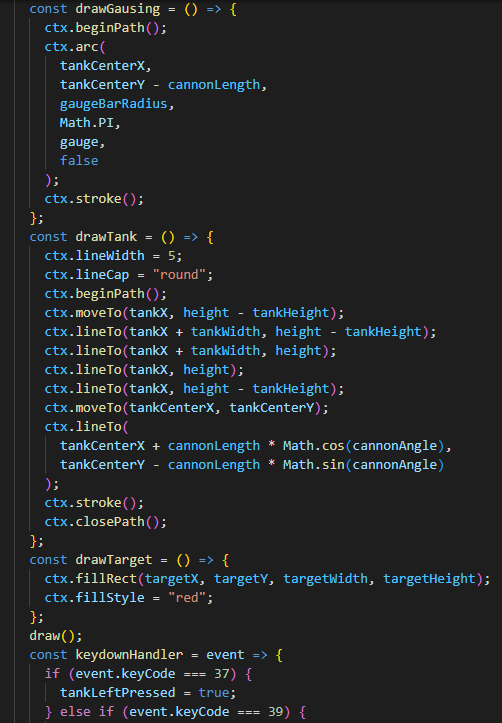 const drawGausing = () => {
ctx.beginPath();
ctx.arc(
tankCenterX,
tankCenterY - cannonLength,
gaugeBarRadius,
Math.PI,
gauge,
false
);
ctx.stroke();
};
const drawTank = () => {
ctx.lineWidth = 5;
ctx.lineCap = "round";
ctx.beginPath();
ctx.moveTo(tankX, height - tankHeight);
ctx.lineTo(tankX + tankWidth, height - tankHeight);
ctx.lineTo(tankX + tankWidth, height);
ctx.lineTo(tankX, height);
ctx.lineTo(tankX, height - tankHeight);
ctx.moveTo(tankCenterX, tankCenterY);
ctx.lineTo(
tankCenterX + cannonLength * Math.cos(cannonAngle),
tankCenterY - cannonLength * Math.sin(cannonAngle)
);
ctx.stroke();
ctx.closePath();
};
const drawTarget = () => {
ctx.fillRect(targetX, targetY, targetWidth, targetHeight);
ctx.fillStyle = "red";
};
draw();
const keydownHandler = event => {
if (event.keyCode === 37) {
tankLeftPressed = true;
} else if (event.keyCode === 39) {